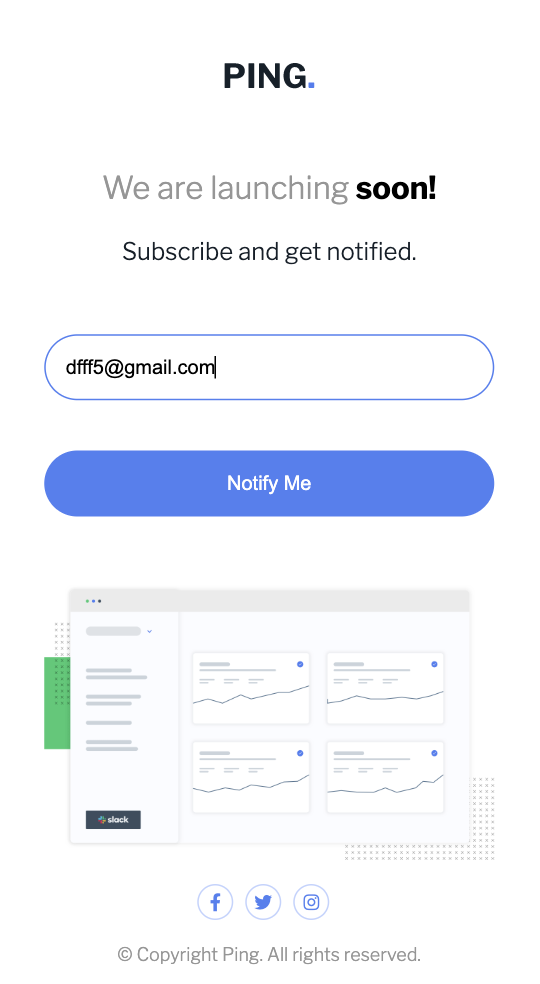 PING.
We are launching soon!
Subscribe and get notified.
dfff5@gmail.com
Notify Me
slack
© Copyright Ping. All rights reserved.